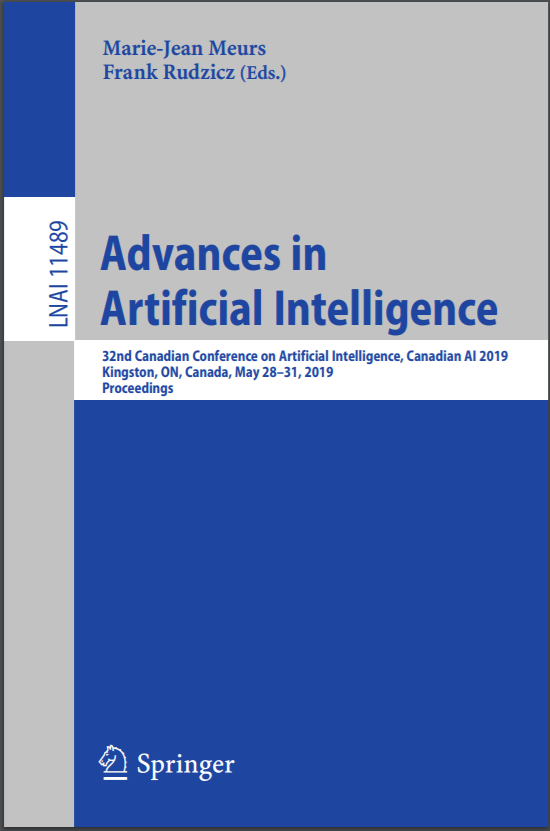 Marie-Jean Meurs
Frank Rudzicz (Eds.)
LNAI 11489
Advances in
Artificial Intelligence
32nd Canadian Conference on Artificial Intelligence, Canadian AI 2019
Kingston, ON, Canada, May 28–31, 2019
Proceedings
Springer